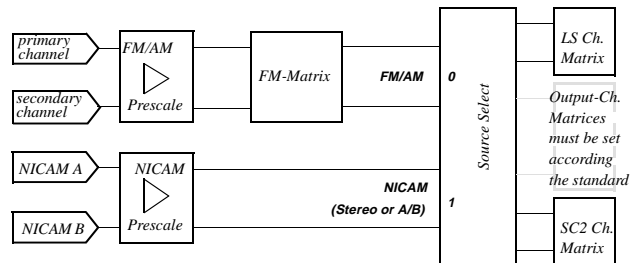 primary
channel
FM/AM
Prescale
secondary
channel
FM-Matrix
FM/AM
0
Source Select
LS Ch.
Matrix
Output-Ch.
Matrices
must be set
according
the standard
NICAM A
NICAM
Prescale
NICAM B
NICAM
(Stereo or A/B)
1
SC2 Ch.
Matrix